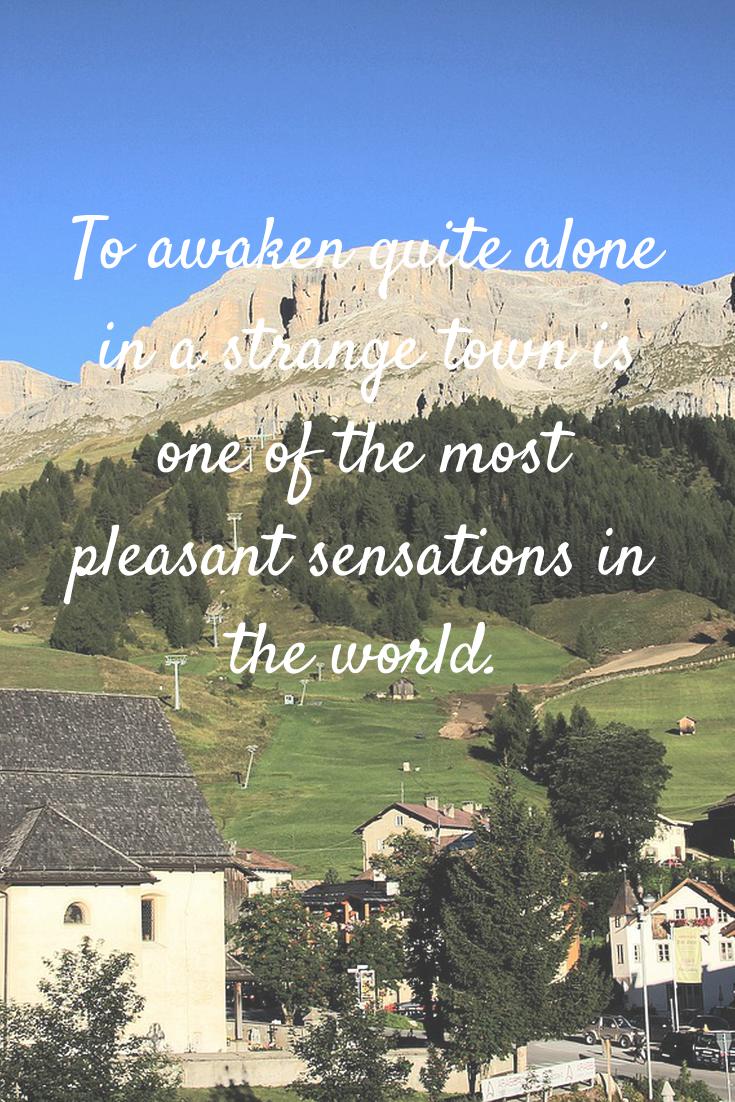 To awaken quite alone
in a strange town is
one of the most
pleasant sensations in
the world.